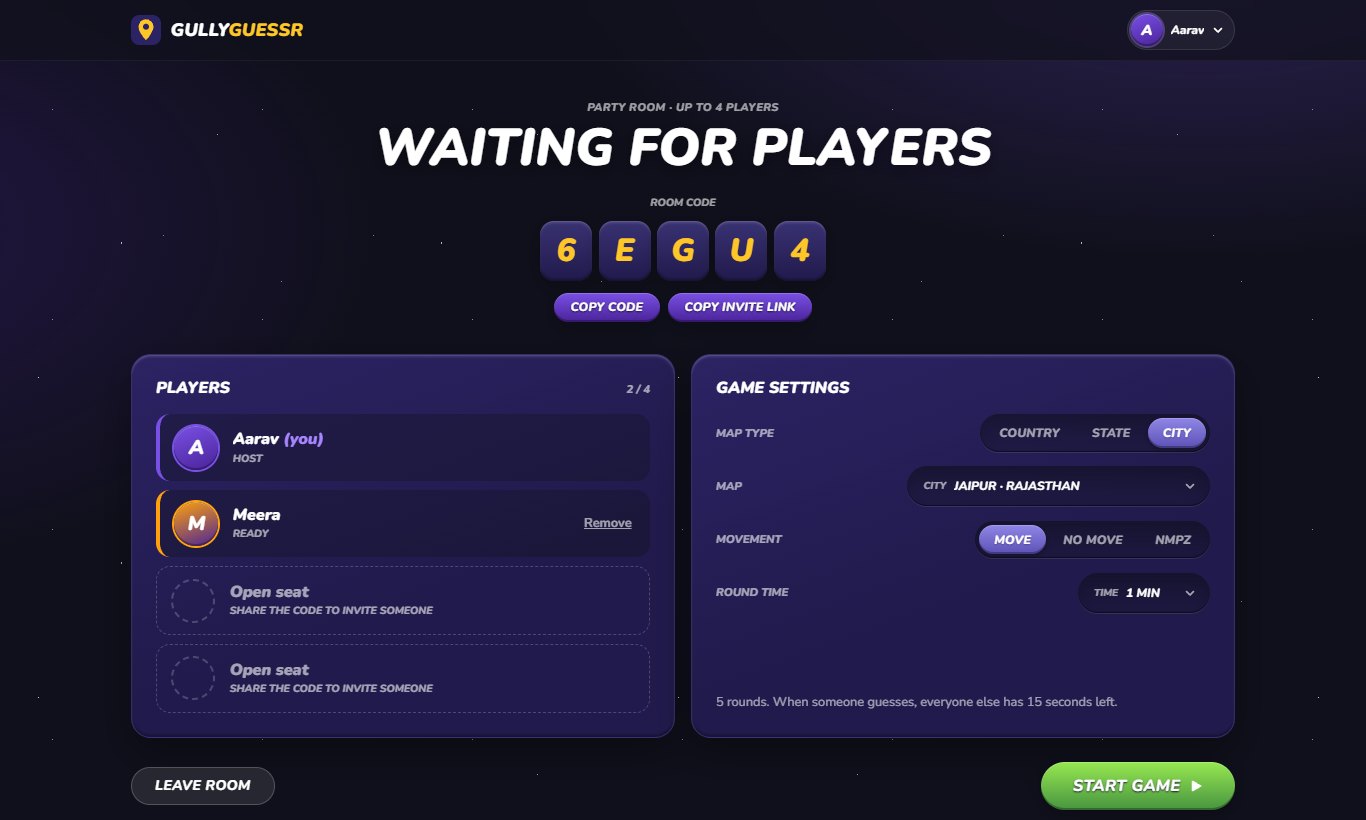 GULLYGUESSR
A Aarav
PARTY ROOM · UP TO 4 PLAYERS
WAITING FOR PLAYERS
ROOM CODE
6 E G U 4
COPY CODE COPY INVITE LINK
PLAYERS 2 / 4
A Aarav (you)
HOST
M Meera
READY
Remove
Open seat
SHARE THE CODE TO INVITE SOMEONE
Open seat
SHARE THE CODE TO INVITE SOMEONE
GAME SETTINGS
MAP TYPE COUNTRY STATE CITY
MAP CITY JAIPUR · RAJASTHAN
MOVEMENT MOVE NO MOVE NMPZ
ROUND TIME TIME 1 MIN
5 rounds. When someone guesses, everyone else has 15 seconds left.
LEAVE ROOM START GAME